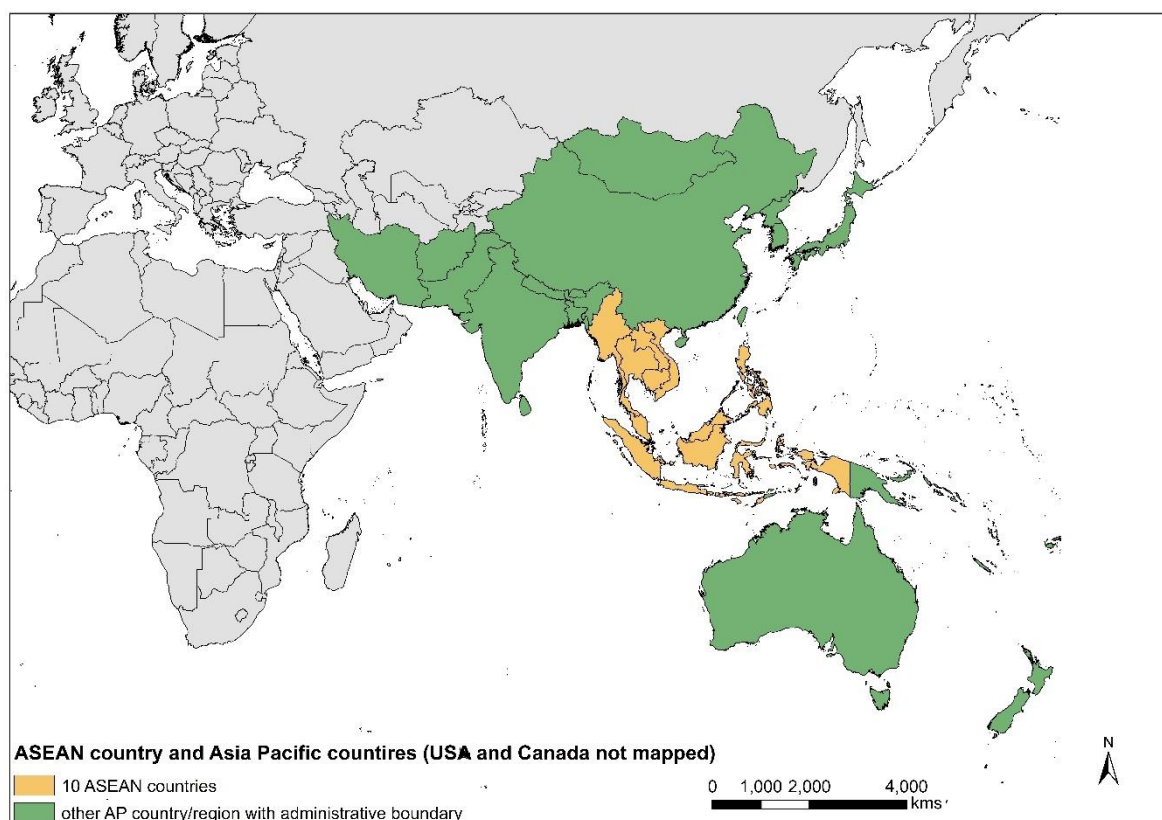 ASEAN country and Asia Pacific countires (USA and Canada not mapped)
10 ASEAN countries
other AP country/region with administrative boundary
N
0 1,000 2,000 4,000
kms